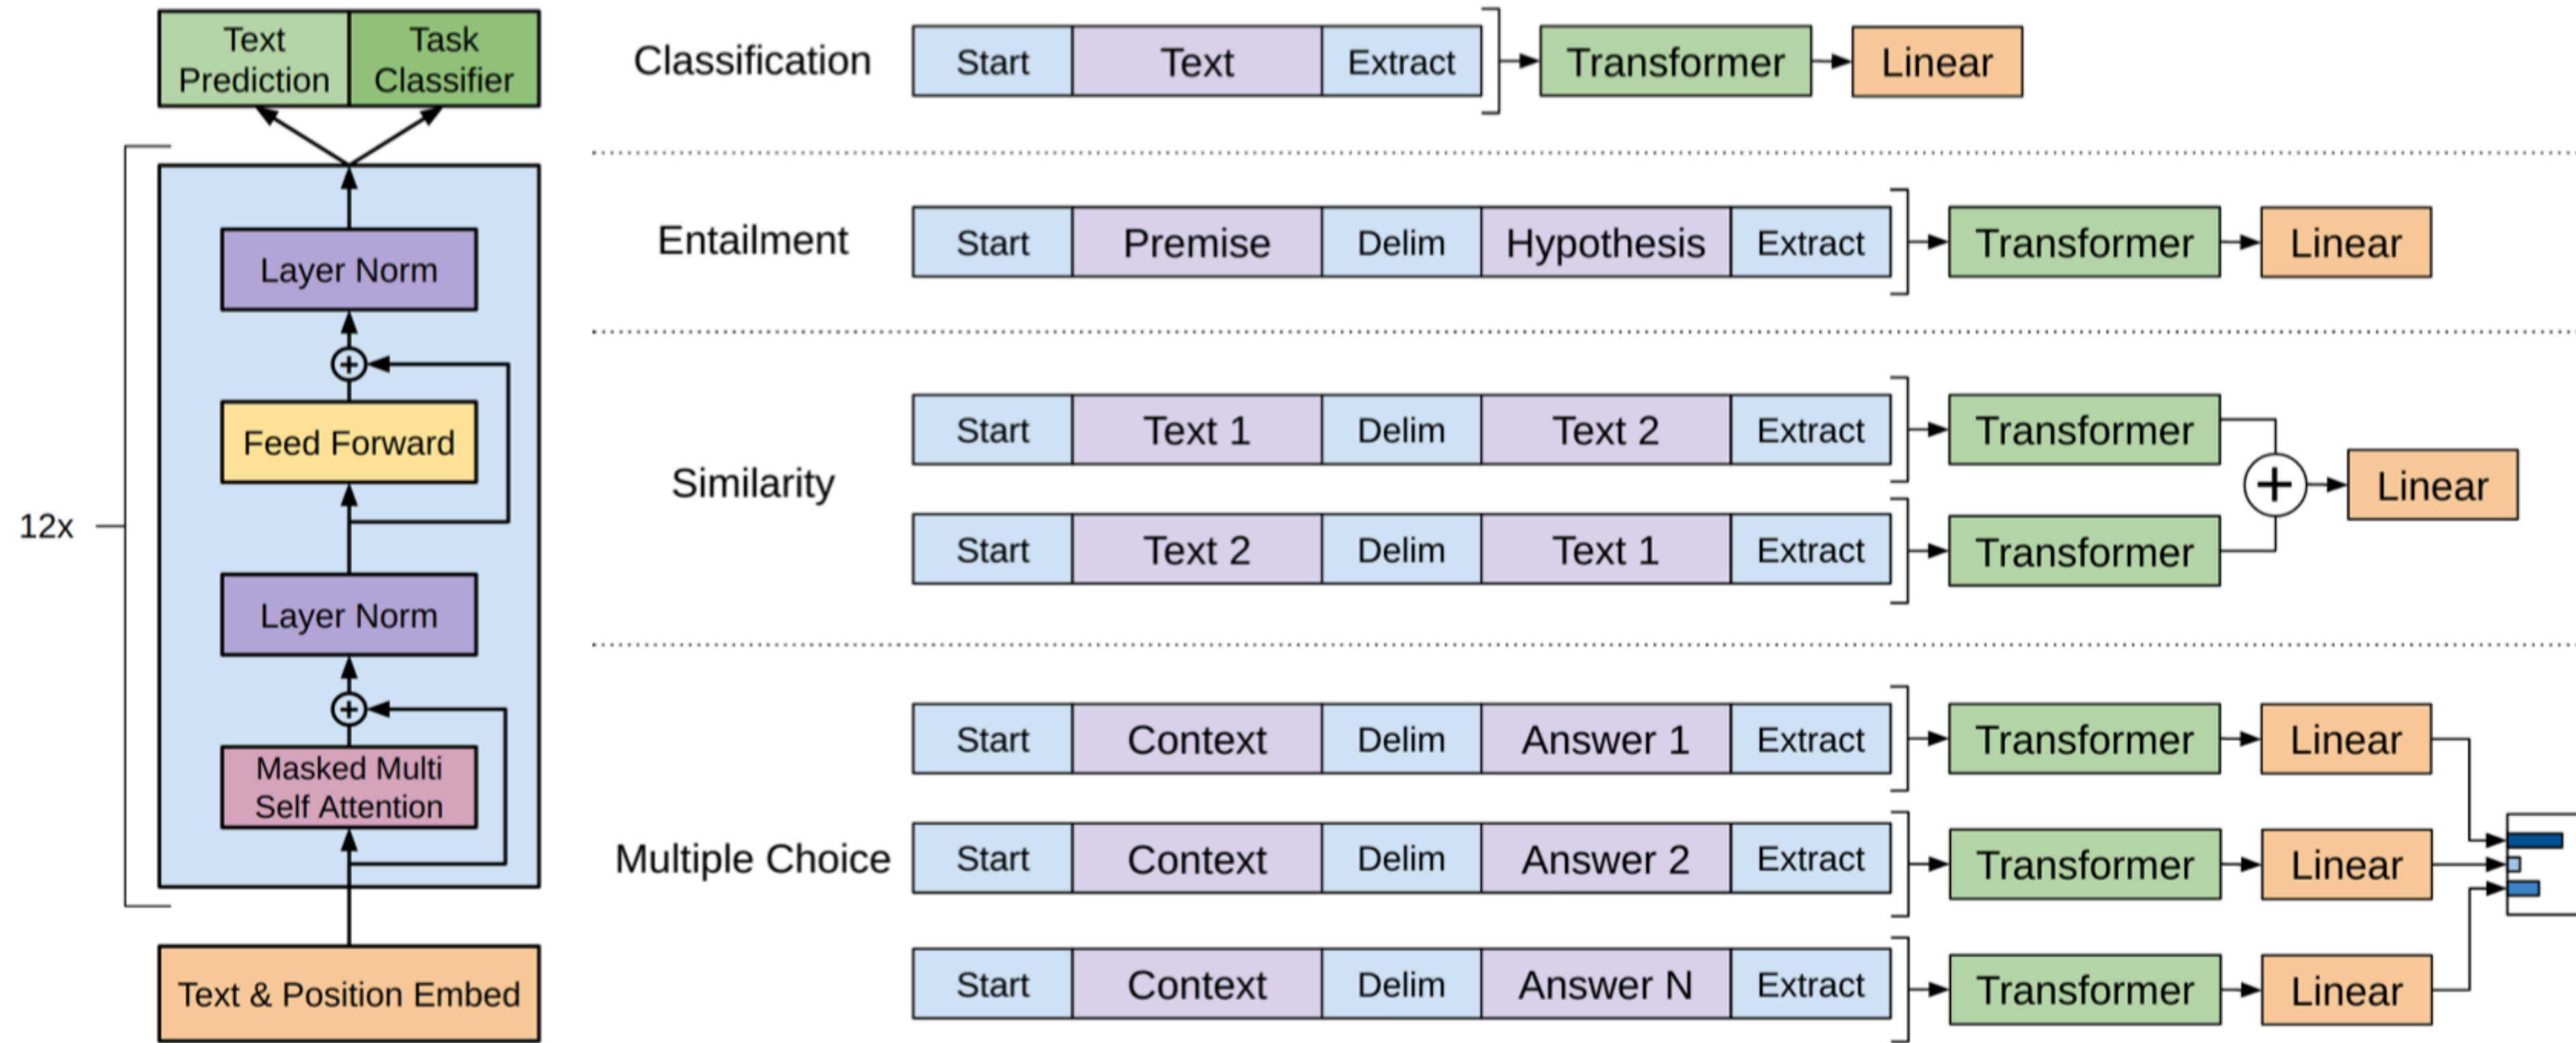 Text
Prediction
Task
Classifier
12x
Layer Norm
Feed Forward
Layer Norm
Masked Multi
Self Attention
Text & Position Embed
Classification
Start Text Extract Transformer Linear
Entailment
Start Premise Delim Hypothesis Extract Transformer Linear
Similarity
Start Text 1 Delim Text 2 Extract Transformer
+ Linear
Start Text 2 Delim Text 1 Extract Transformer
Multiple Choice
Start Context Delim Answer 1 Extract Transformer Linear
Start Context Delim Answer 2 Extract Transformer Linear
Start Context Delim Answer N Extract Transformer Linear